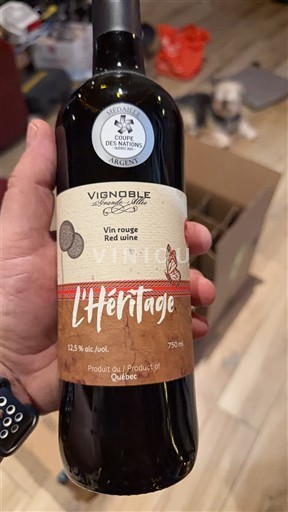 MÉDAILLE
COUPE
DES NATIONS
ARGENT
VIGNOBLE
Grande Allée
Vin rouge
Red wine
VINICU
L'Héritage
12,5 % alc./vol.
750 ml
Produit du / Product of
Québec